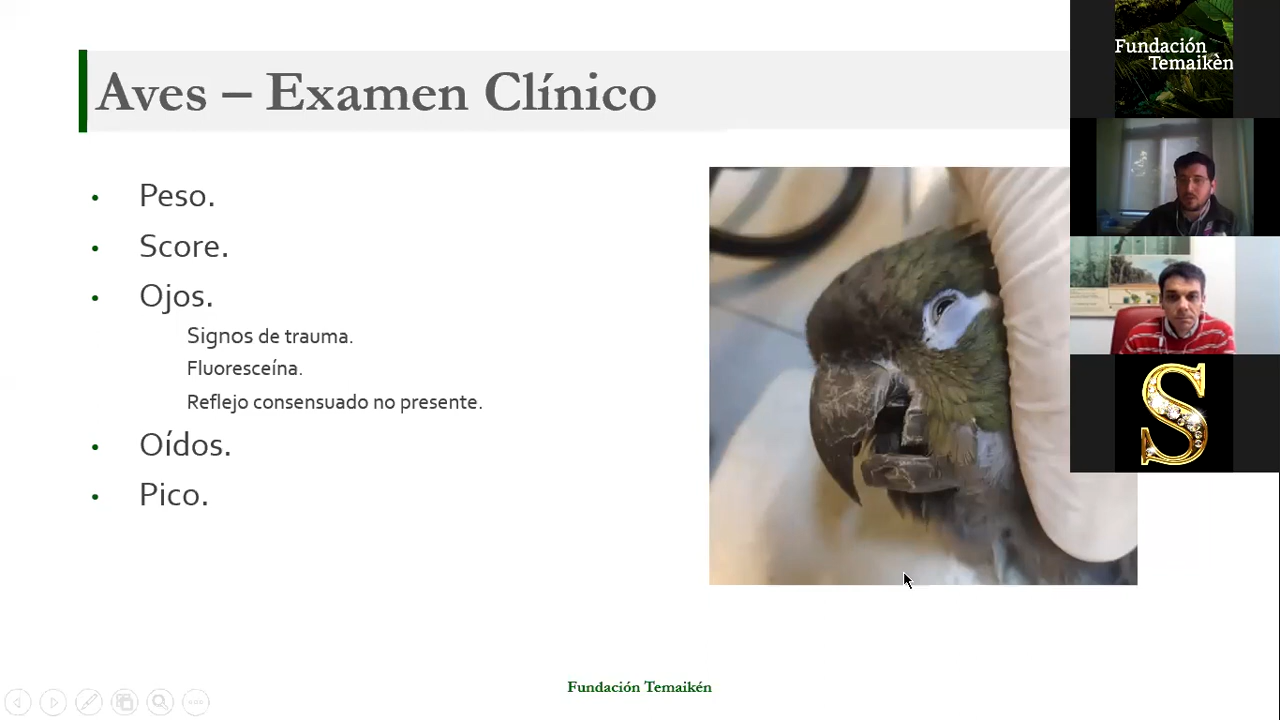 Aves – Examen Clínico
• Peso.
• Score.
• Ojos.
Signos de trauma.
Fluoresceína.
Reflejo consensuado no presente.
• Oídos.
• Pico.
Fundación Temaikén
Fundación
Temaikèn
S